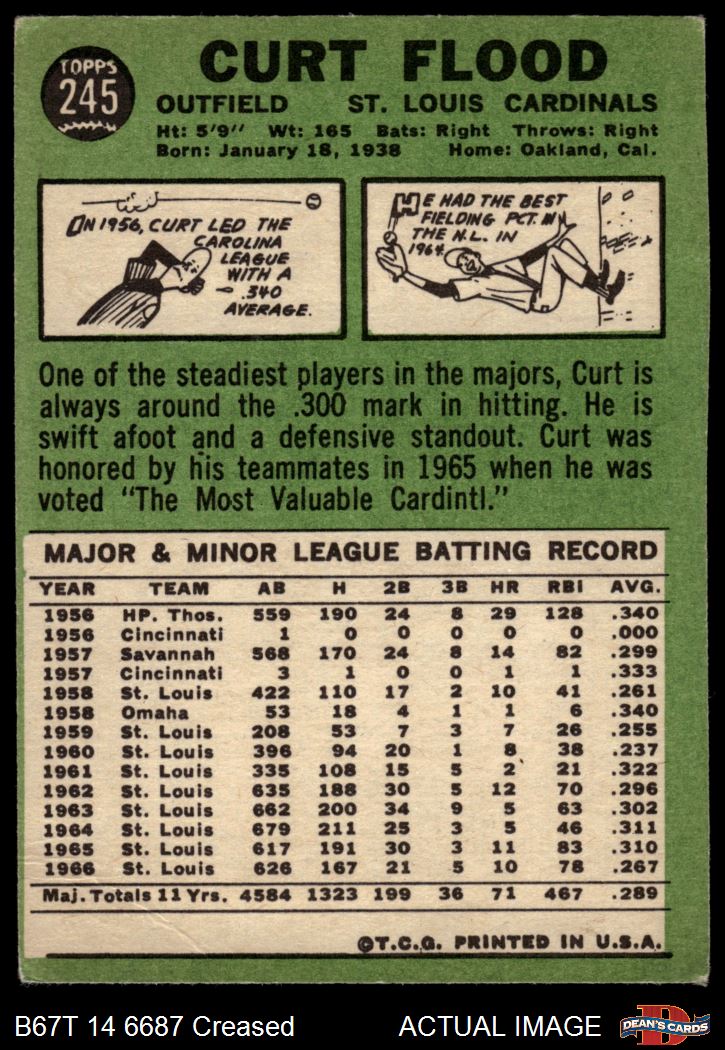 TOPPS
245
CURT FLOOD
OUTFIELD ST. LOUIS CARDINALS
Ht: 5'9" Wt: 165 Bats: Right Throws: Right
Born: January 18, 1938 Home: Oakland, Cal.
IN 1956, CURT LED THE
CAROLINA
LEAGUE
WITH A
.340
AVERAGE.
HE HAD THE BEST
FIELDING PCT. IN
THE N.L. IN
1964.
One of the steadiest players in the majors, Curt is
always around the .300 mark in hitting. He is
swift afoot and a defensive standout. Curt was
honored by his teammates in 1965 when he was
voted "The Most Valuable Cardintl."
MAJOR & MINOR LEAGUE BATTING RECORD
YEAR TEAM AB H 2B 3B HR RBI AVG.
1956 HP. Thos. 559 190 24 8 29 128 .340
1956 Cincinnati 1 0 0 0 0 0 .000
1957 Savannah 568 170 24 8 14 82 .299
1957 Cincinnati 3 1 0 0 1 1 .333
1958 St. Louis 422 110 17 2 10 41 .261
1958 Omaha 53 18 4 1 1 6 .340
1959 St. Louis 208 53 7 3 7 26 .255
1960 St. Louis 396 94 20 1 8 38 .237
1961 St. Louis 335 108 15 5 2 21 .322
1962 St. Louis 635 188 30 5 12 70 .296
1963 St. Louis 662 200 34 9 5 63 .302
1964 St. Louis 679 211 25 3 5 46 .311
1965 St. Louis 617 191 30 3 11 83 .310
1966 St. Louis 626 167 21 5 10 78 .267
Maj. Totals 11 Yrs. 4584 1323 199 36 71 467 .289
©T.C.G. PRINTED IN U.S.A.
B67T 14 6687 Creased ACTUAL IMAGE
D
DEAN'S CARDS